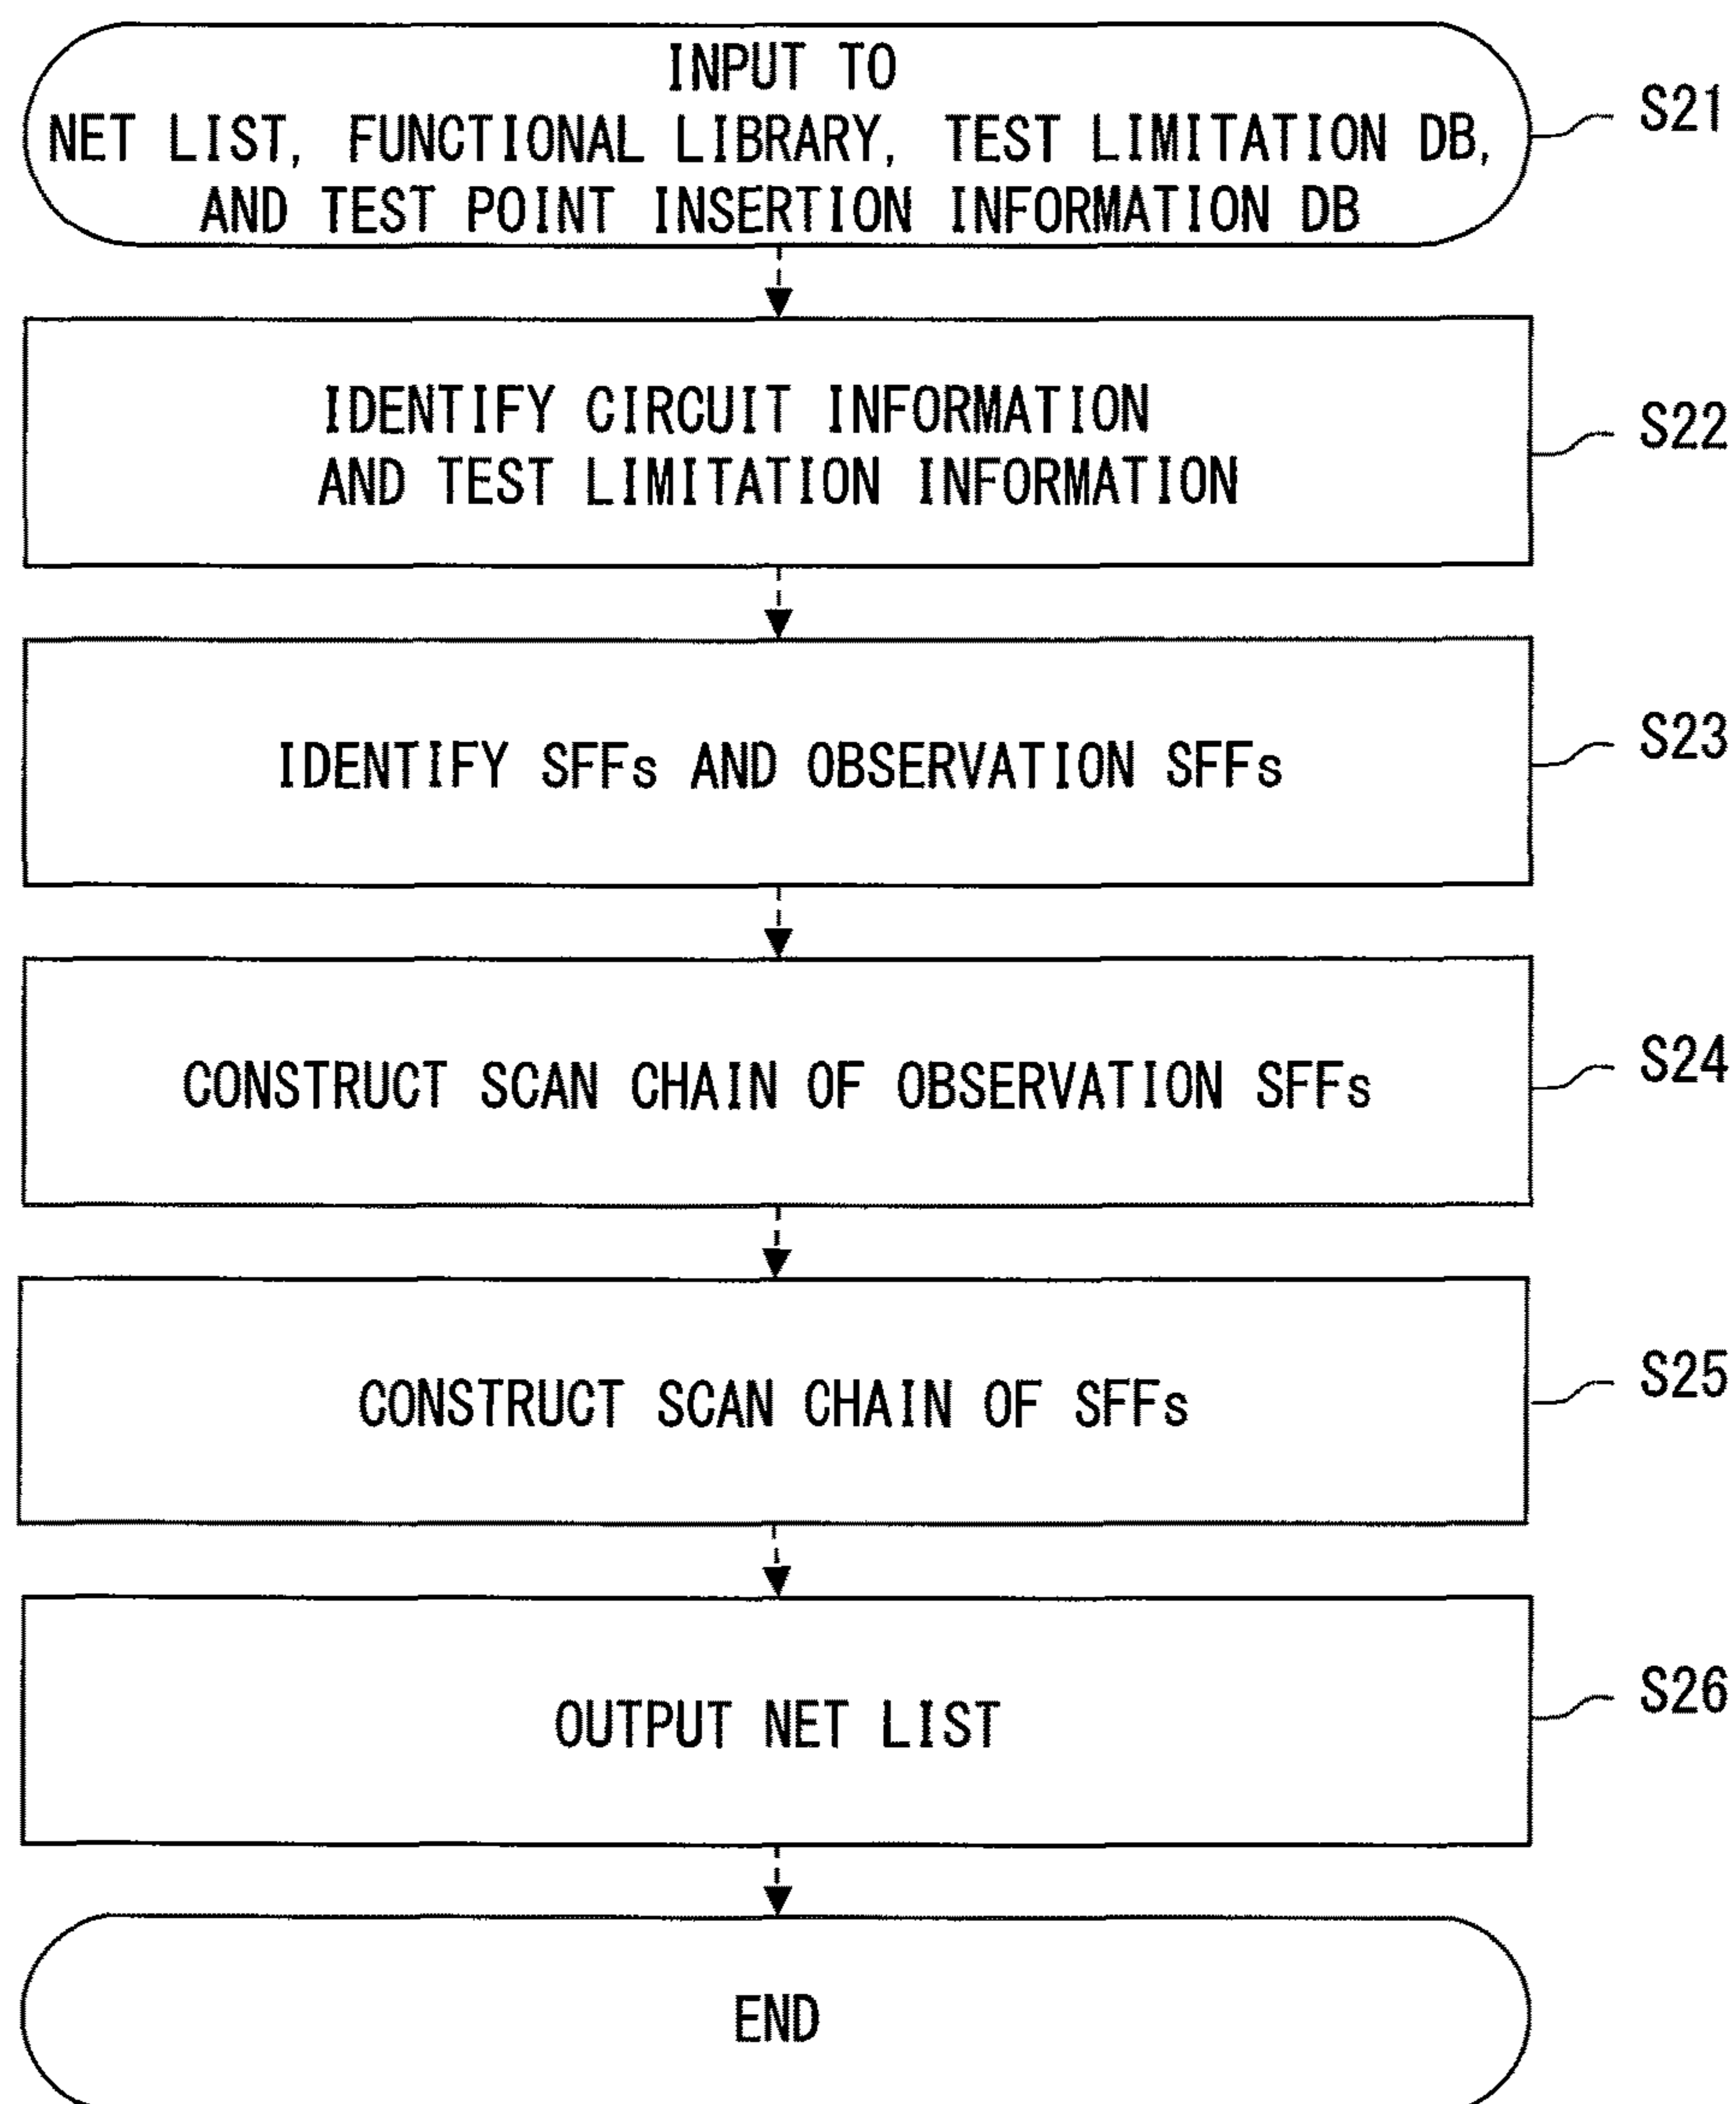 INPUT TO
NET LIST, FUNCTIONAL LIBRARY, TEST LIMITATION DB,
AND TEST POINT INSERTION INFORMATION DB
S21
IDENTIFY CIRCUIT INFORMATION
AND TEST LIMITATION INFORMATION
S22
IDENTIFY SFFs AND OBSERVATION SFFs
S23
CONSTRUCT SCAN CHAIN OF OBSERVATION SFFs
S24
CONSTRUCT SCAN CHAIN OF SFFs
S25
OUTPUT NET LIST
S26
END